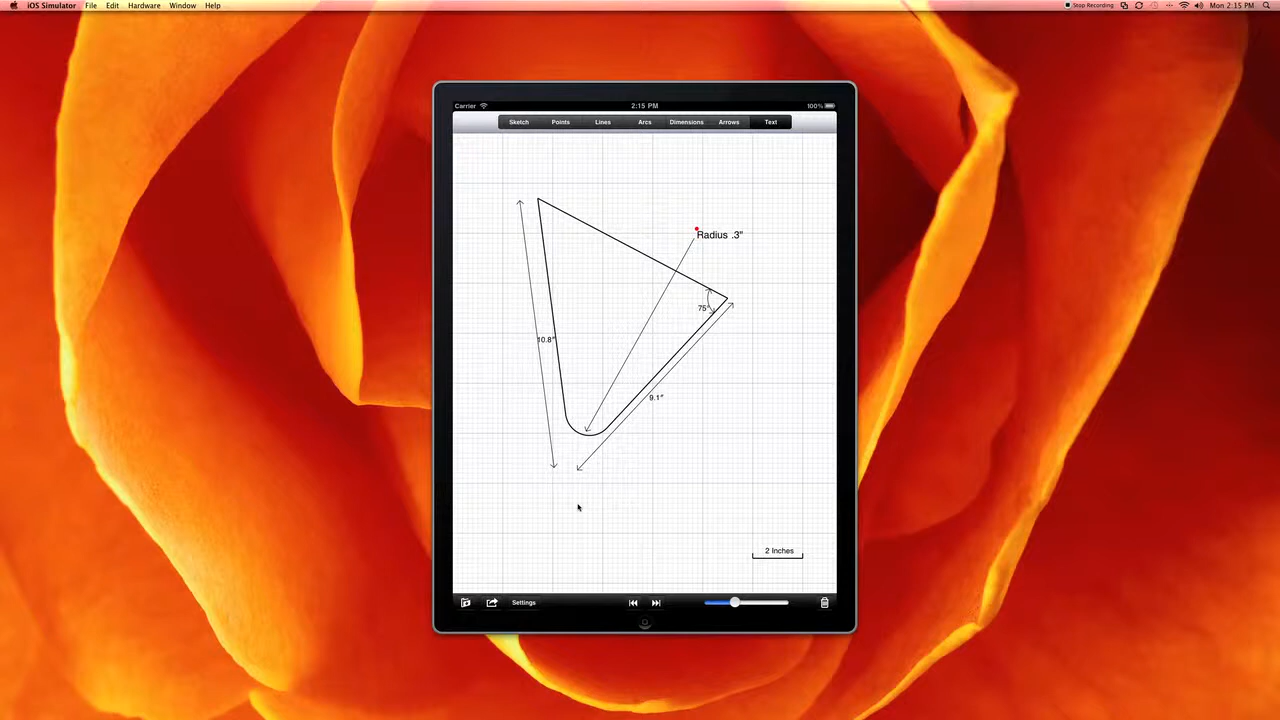 iOS Simulator File Edit Hardware Window Help
Stop Recording Mon 2:15 PM
Carrier 2:15 PM 100%
Sketch Points Lines Arcs Dimensions Arrows Text
Radius .3"
75°
10.8"
9.1"
2 Inches
Settings